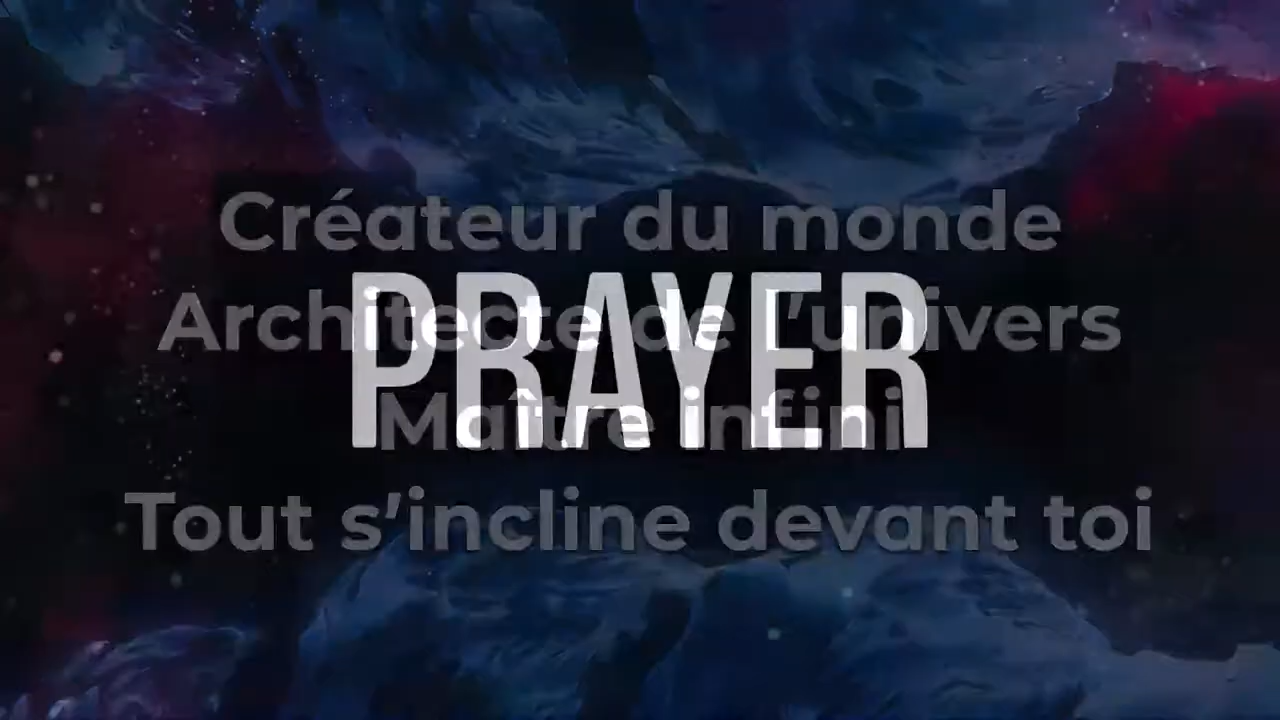 Créateur du monde
PRAYER
Architecte de l'univers
Maître infini
Tout s'incline devant toi